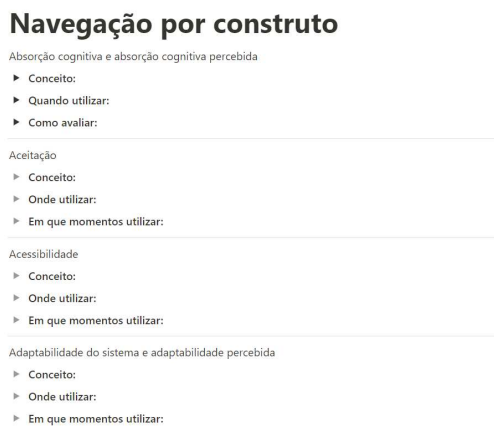 Navegação por construto
Absorção cognitiva e absorção cognitiva percebida
Conceito:
Quando utilizar:
Como avaliar:
Aceitação
Conceito:
Onde utilizar:
Em que momentos utilizar:
Acessibilidade
Conceito:
Onde utilizar:
Em que momentos utilizar:
Adaptabilidade do sistema e adaptabilidade percebida
Conceito:
Onde utilizar:
Em que momentos utilizar: